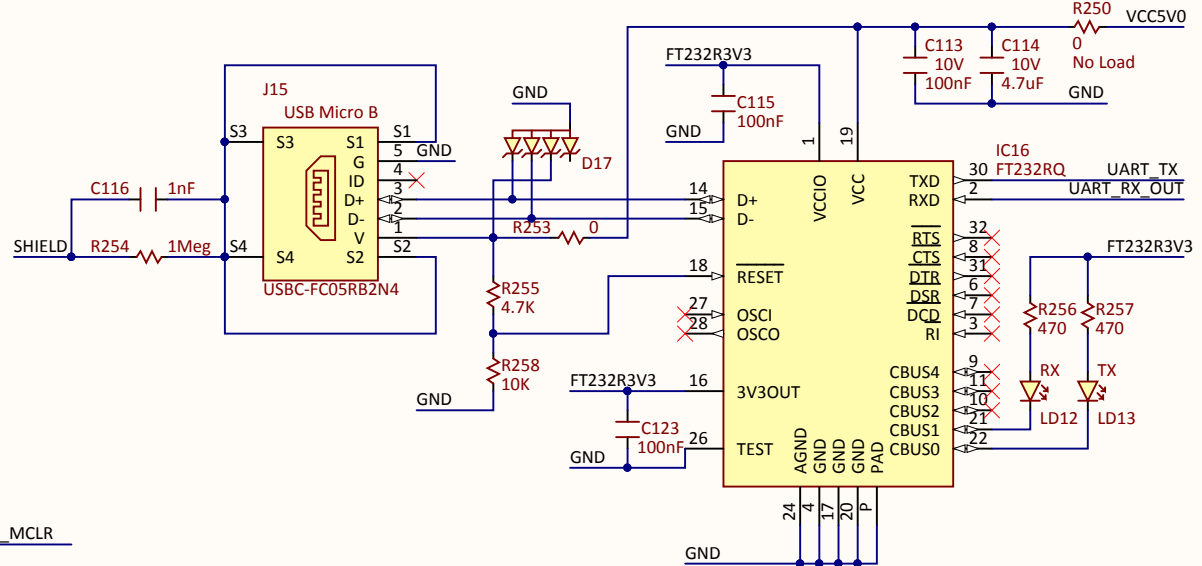 R250
VCC5V0
0
No Load
C113
10V
100nF
C114
10V
4.7uF
GND
FT232R3V3
C115
100nF
GND
1
19
VCCIO
VCC
GND
D17
J15
USB Micro B
S3
S3
S1
S1
G
5
GND
ID
4
D+
3
D-
2
V
1
S4
S4
S2
S2
USBC-FC05RB2N4
C116
1nF
SHIELD
R254
1Meg
R253
0
R255
4.7K
R258
10K
GND
IC16
FT232RQ
14
D+
15
D-
18
RESET
27
OSCI
28
OSCO
FT232R3V3
16
3V3OUT
C123
100nF
26
TEST
GND
TXD
30
UART_TX
RXD
2
UART_RX_OUT
RTS
32
CTS
8
DTR
31
DSR
6
DCD
7
RI
3
CBUS4
9
CBUS3
11
CBUS2
10
CBUS1
21
CBUS0
22
FT232R3V3
R256
470
R257
470
RX
TX
LD12
LD13
AGND
GND
GND
GND
PAD
24
4
17
20
P
GND
_MCLR